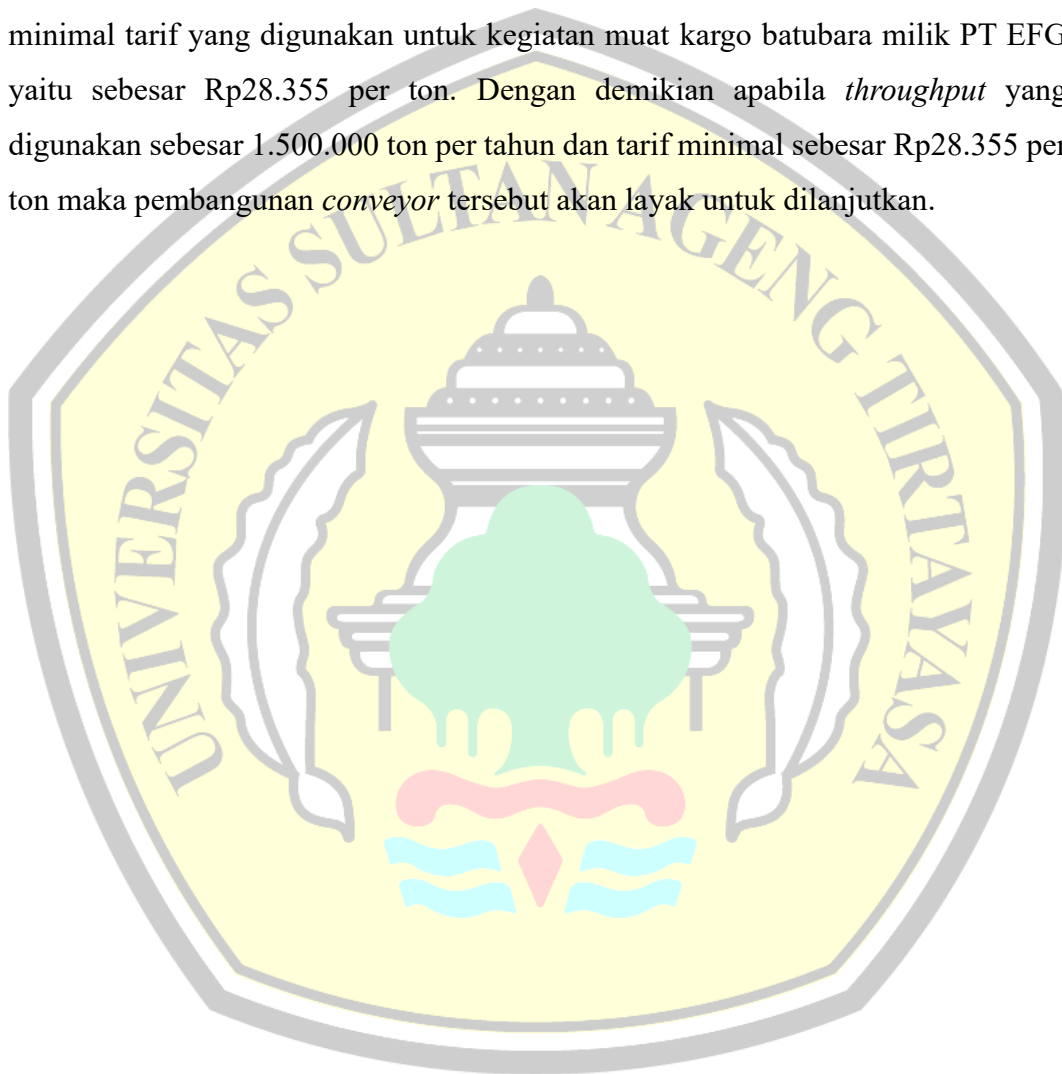 minimal tarif yang digunakan untuk kegiatan muat kargo batubara milik PT EFG
yaitu sebesar Rp28.355 per ton. Dengan demikian apabila throughput yang
digunakan sebesar 1.500.000 ton per tahun dan tarif minimal sebesar Rp28.355 per
ton maka pembangunan conveyor tersebut akan layak untuk dilanjutkan.
UNIVERSITAS SULTAN AGENG TIRTAYASA